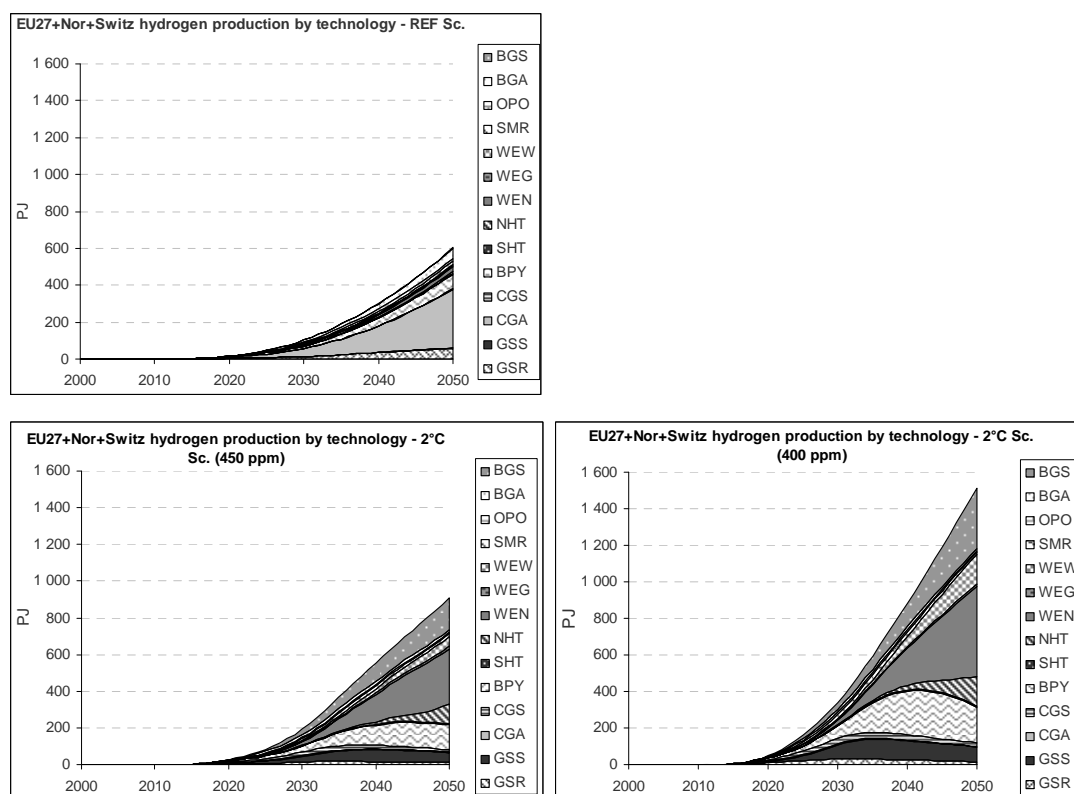 EU27+Nor+Switz hydrogen production by technology - REF Sc.
1 600
1 400
1 200
1 000
800
600
400
200
0
PJ
2000 2010 2020 2030 2040 2050
BGS
BGA
OPO
SMR
WEW
WEG
WEN
NHT
SHT
BPY
CGS
CGA
GSS
GSR
EU27+Nor+Switz hydrogen production by technology - 2°C
Sc. (450 ppm)
1 600
1 400
1 200
1 000
800
600
400
200
0
PJ
2000 2010 2020 2030 2040 2050
BGS
BGA
OPO
SMR
WEW
WEG
WEN
NHT
SHT
BPY
CGS
CGA
GSS
GSR
EU27+Nor+Switz hydrogen production by technology - 2°C Sc.
(400 ppm)
1 600
1 400
1 200
1 000
800
600
400
200
0
PJ
2000 2010 2020 2030 2040 2050
BGS
BGA
OPO
SMR
WEW
WEG
WEN
NHT
SHT
BPY
CGS
CGA
GSS
GSR